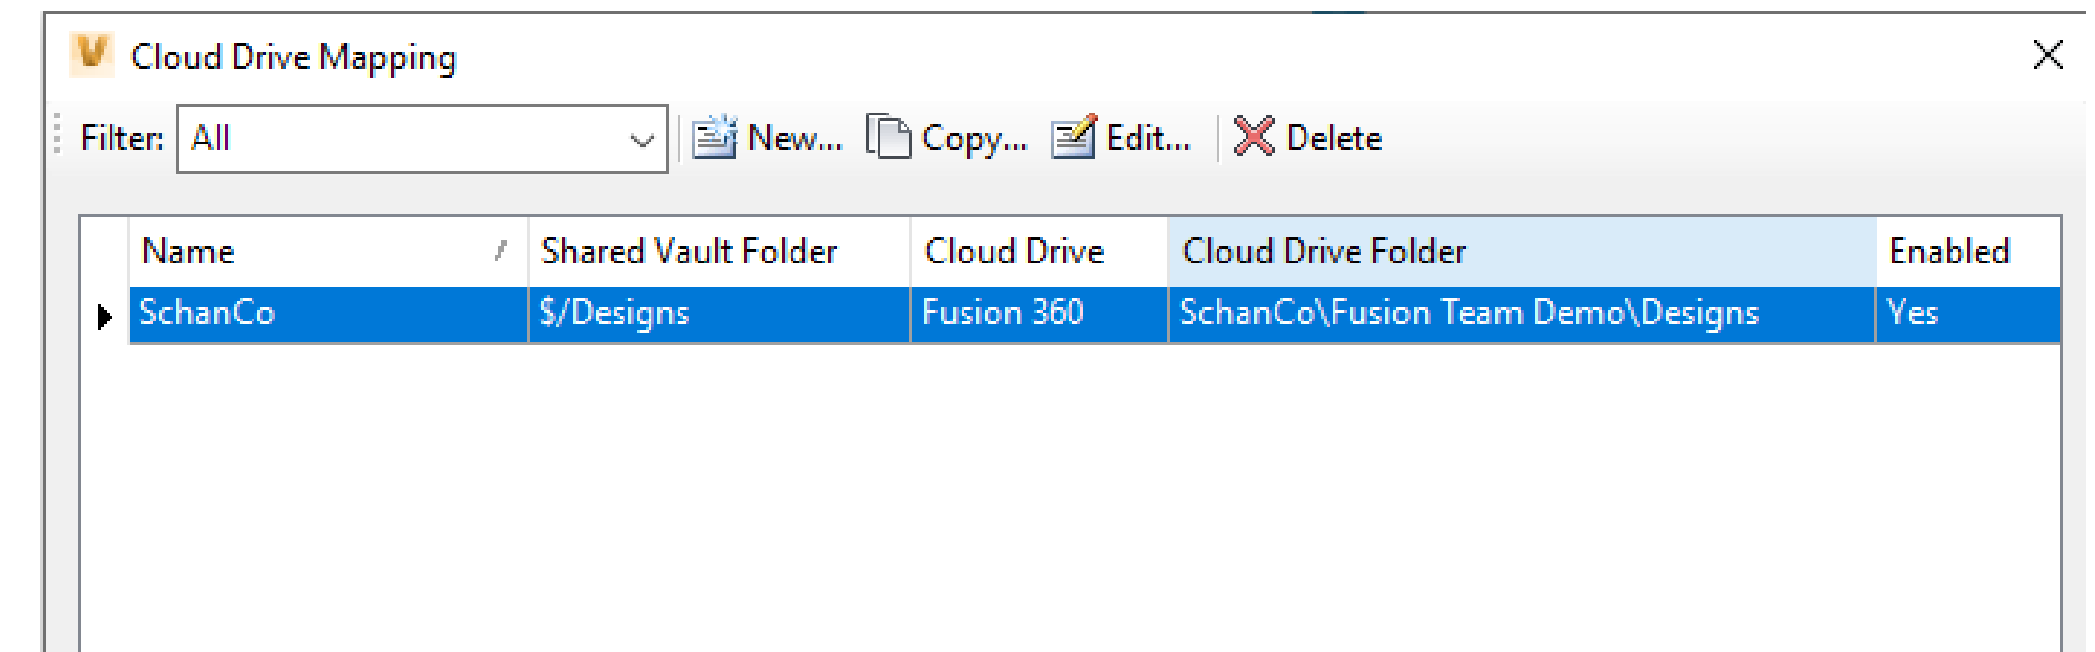 Cloud Drive Mapping
Filter: All New... Copy... Edit... Delete
Name Shared Vault Folder Cloud Drive Cloud Drive Folder Enabled
SchanCo $/Designs Fusion 360 SchanCo\Fusion Team Demo\Designs Yes